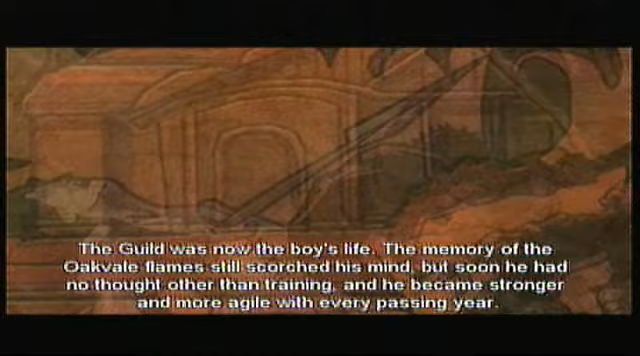 The Guild was now the boy's life. The memory of the
Oakvale flames still scorched his mind, but soon he had
no thought other than training, and he became stronger
and more agile with every passing year.